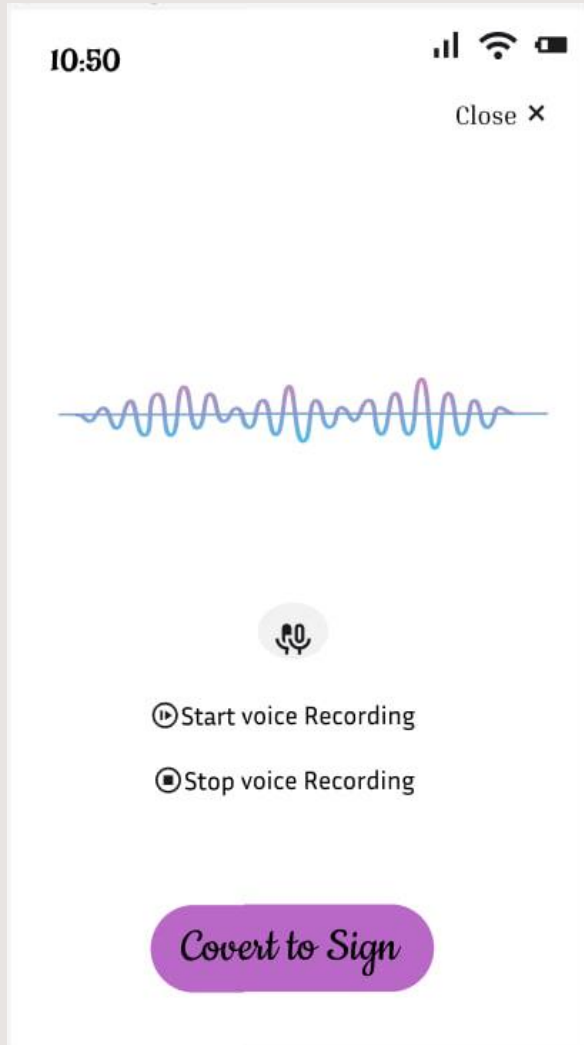 10:50
Close ×
Start voice Recording
Stop voice Recording
Covert to Sign